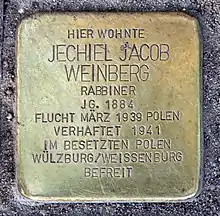 HIER WOHNTE
JECHIEL JACOB
WEINBERG
RABBINER
JG. 1884
FLUCHT MÄRZ 1939 POLEN
VERHAFTET 1941
IM BESETZTEN POLEN
WÜLZBURG/WEISSENBURG
BEFREIT